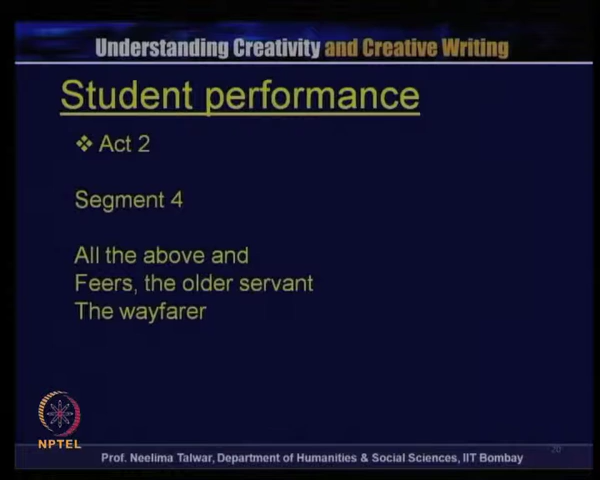 Understanding Creativity and Creative Writing
Student performance
❖ Act 2
Segment 4
All the above and
Feers, the older servant
The wayfarer
NPTEL
20
Prof. Neelima Talwar, Department of Humanities & Social Sciences, IIT Bombay